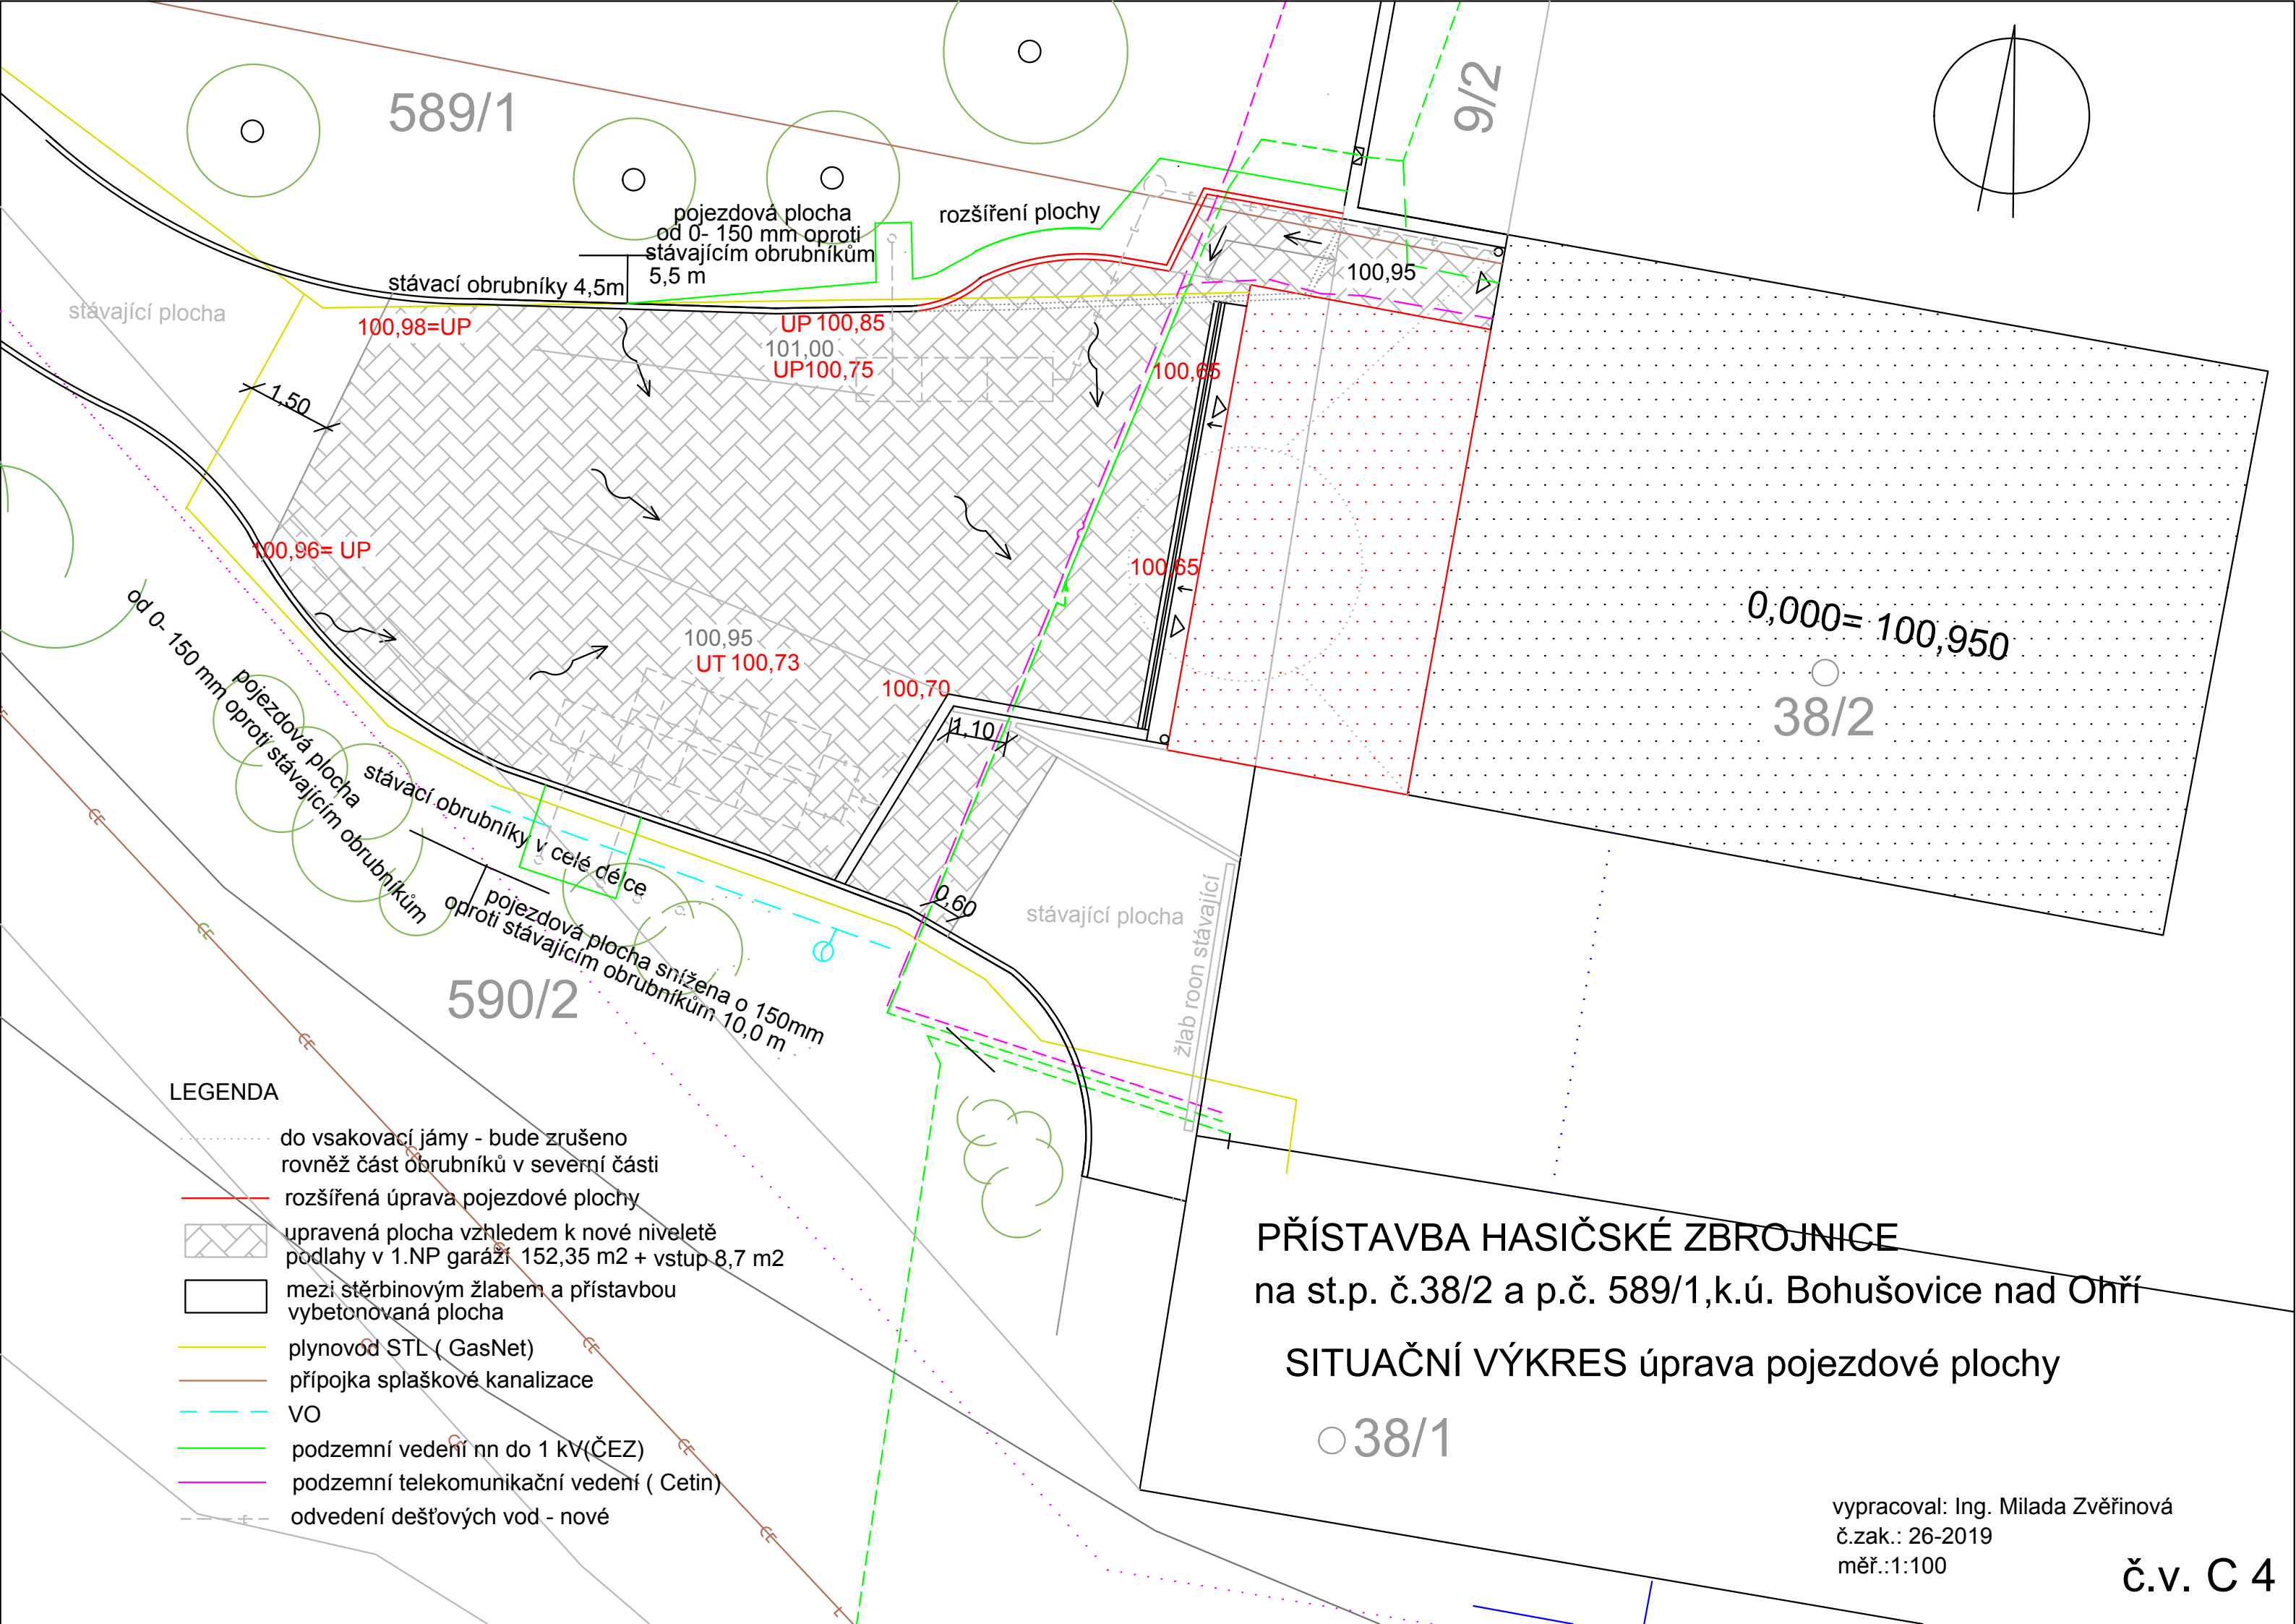 589/1
9/2
pojezdová plocha
od 0- 150 mm oproti
stávajícím obrubníkům
5,5 m
rozšíření plochy
stávací obrubníky 4,5m
stávající plocha
100,95
100,98=UP
UP 100,85
101,00
UP100,75
100,65
1,50
100,96= UP
100,65
od 0- 150 mm oproti stávajícím obrubníkům
pojezdová plocha
100,95
UT 100,73
100,70
1,10
0,000= 100,950
38/2
stávací obrubníky v celé délce
pojezdová plocha snížena o 150mm
oproti stávajícím obrubníkům 10,0 m
0,60
stávající plocha
žlab roon stávající
590/2
LEGENDA
do vsakovací jámy - bude zrušeno
rovněž část obrubníků v severní části
rozšířená úprava pojezdové plochy
upravená plocha vzhledem k nové niveletě
podlahy v 1.NP garáží 152,35 m2 + vstup 8,7 m2
mezi stěrbinovým žlabem a přístavbou
vybetonovaná plocha
plynovod STL ( GasNet)
přípojka splaškové kanalizace
VO
podzemní vedení nn do 1 kV(ČEZ)
podzemní telekomunikační vedení ( Cetin)
odvedení dešťových vod - nové
PŘÍSTAVBA HASIČSKÉ ZBROJNICE
na st.p. č.38/2 a p.č. 589/1,k.ú. Bohušovice nad Ohří
SITUAČNÍ VÝKRES úprava pojezdové plochy
38/1
vypracoval: Ing. Milada Zvěřinová
č.zak.: 26-2019
měř.:1:100
č.v. C 4